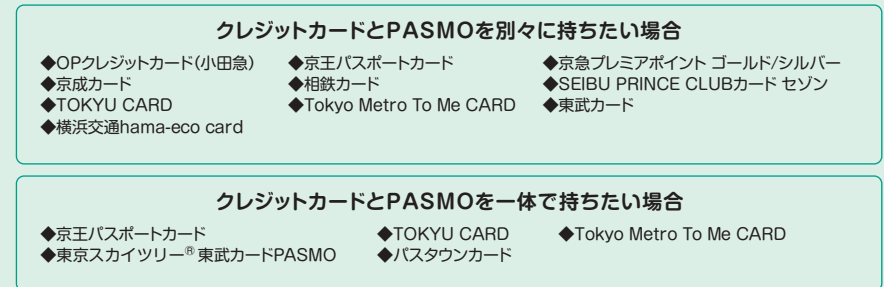 クレジットカードとPASMOを別々に持ちたい場合
◆OPクレジットカード(小田急) ◆京王パスポートカード ◆京急プレミアポイント ゴールド/シルバー
◆京成カード ◆相鉄カード ◆SEIBU PRINCE CLUBカード セゾン
◆TOKYU CARD ◆Tokyo Metro To Me CARD ◆東武カード
◆横浜交通hama-eco card
クレジットカードとPASMOを一体で持ちたい場合
◆京王パスポートカード ◆TOKYU CARD ◆Tokyo Metro To Me CARD
◆東京スカイツリー®東武カードPASMO ◆パスタウンカード